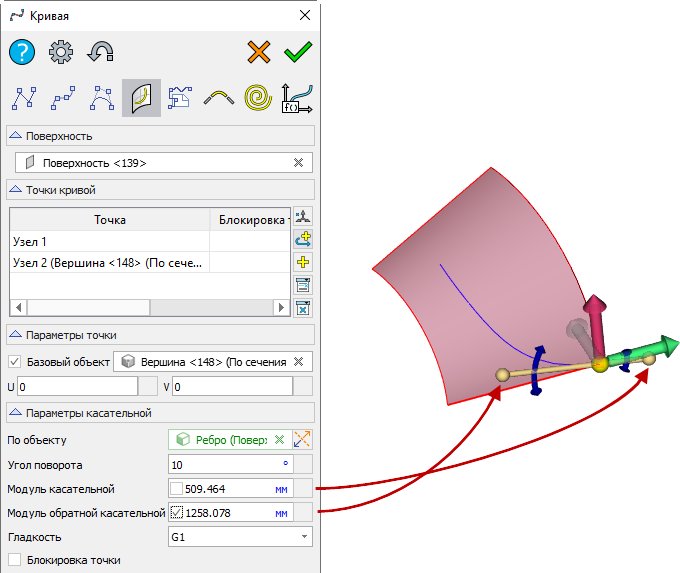 Кривая
f()
Поверхность
Поверхность <139>
Точки кривой
Точка
Блокировка т
Узел 1
Узел 2 (Вершина <148> (По сече...
Параметры точки
Базовый объект
Вершина <148> (По сечения
U 0
V 0
Параметры касательной
По объекту
Ребро (Повер
Угол поворота
10 °
Модуль касательной
509.464 мм
Модуль обратной касательной
1258.078 мм
Гладкость
G1
Блокировка точки